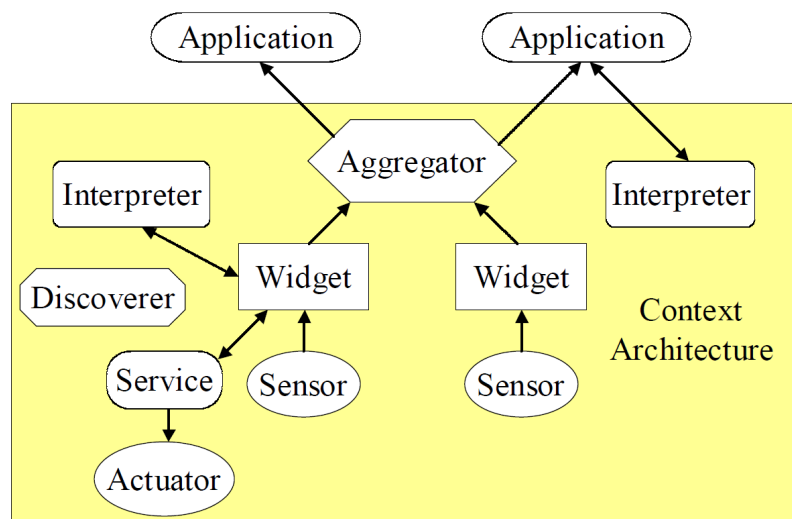 Application
Application
Aggregator
Interpreter
Interpreter
Widget
Widget
Discoverer
Context
Architecture
Service
Sensor
Sensor
Actuator